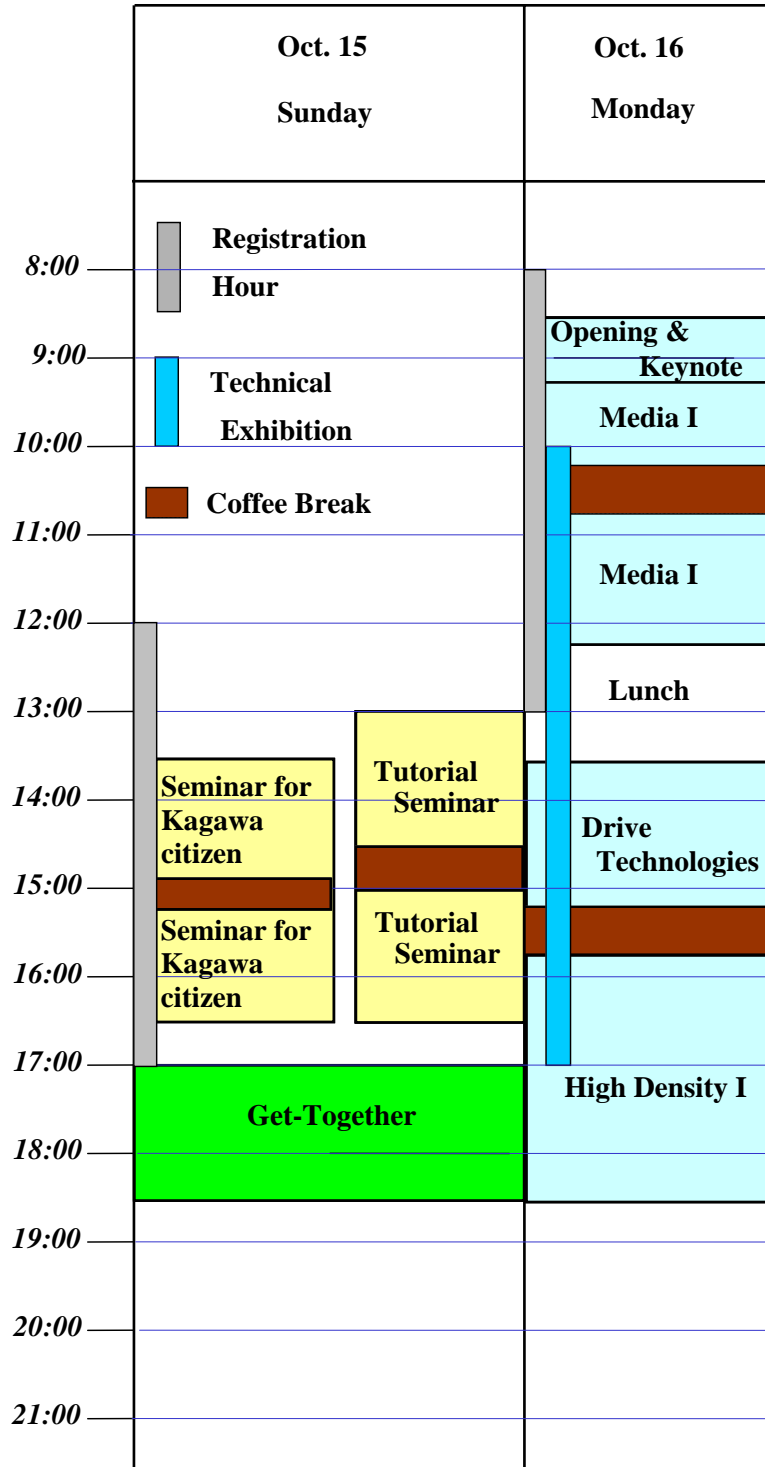 Oct. 15
Sunday
Oct. 16
Monday
Registration
Hour
Technical
Exhibition
Coffee Break
8:00
9:00
10:00
11:00
12:00
13:00
14:00
15:00
16:00
17:00
18:00
19:00
20:00
21:00
Seminar for
Kagawa
citizen
Seminar for
Kagawa
citizen
Tutorial
Seminar
Tutorial
Seminar
Get-Together
Opening &
Keynote
Media I
Media I
Lunch
Drive
Technologies
High Density I